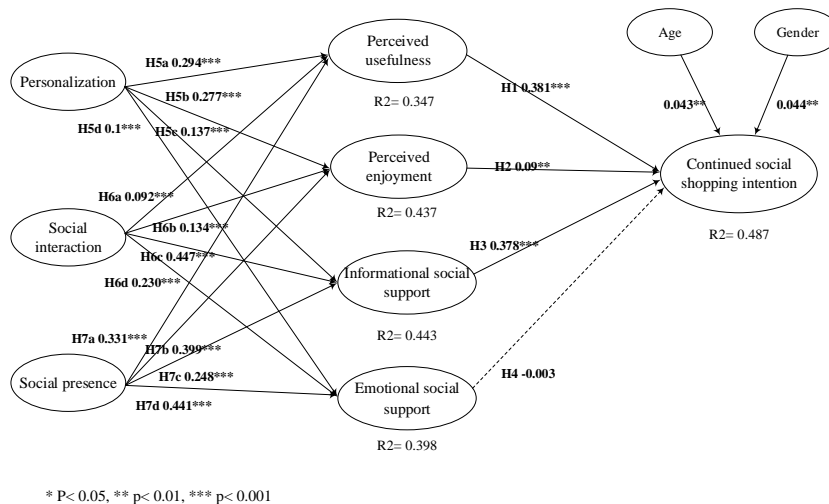 Age
Gender
Perceived
usefulness
Personalization
H5a 0.294***
H5b 0.277***
H5d 0.1***
H5c 0.137***
R2= 0.347
H1 0.381***
0.043**
0.044**
Perceived
enjoyment
H2 0.09**
Continued social
shopping intention
R2= 0.437
R2= 0.487
Social
interaction
H6a 0.092***
H6b 0.134***
H6c 0.447***
H6d 0.230***
H3 0.378***
Informational social
support
R2= 0.443
Social presence
H7a 0.331***
H7b 0.399***
H7c 0.248***
H7d 0.441***
H4 -0.003
Emotional social
support
R2= 0.398
* P< 0.05, ** p< 0.01, *** p< 0.001